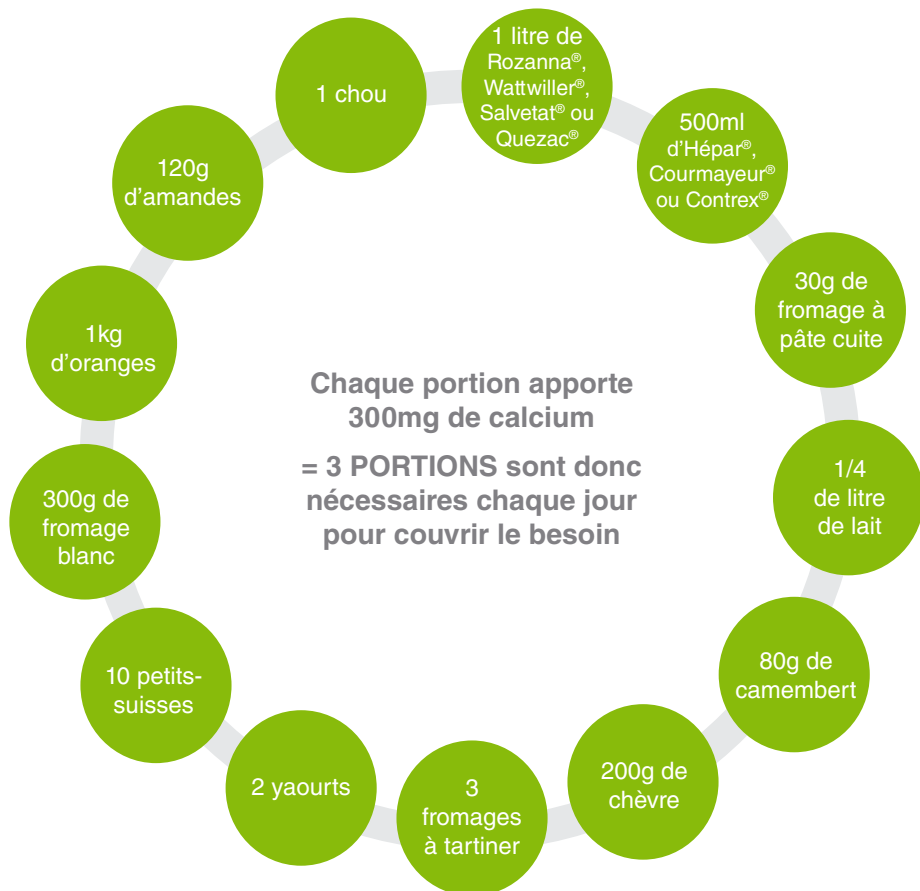 1 litre de
Rozanna®,
Wattwiller®,
Salvetat® ou
Quezac®
500ml
d’Hépar®,
Courmayeur®
ou Contrex®
30g de
fromage à
pâte cuite
1/4
de litre
de lait
80g de
camembert
200g de
chèvre
3
fromages
à tartiner
2 yaourts
10 petits-
suisses
300g de
fromage
blanc
1kg
d’oranges
120g
d’amandes
1 chou
Chaque portion apporte
300mg de calcium
= 3 PORTIONS sont donc
nécessaires chaque jour
pour couvrir le besoin